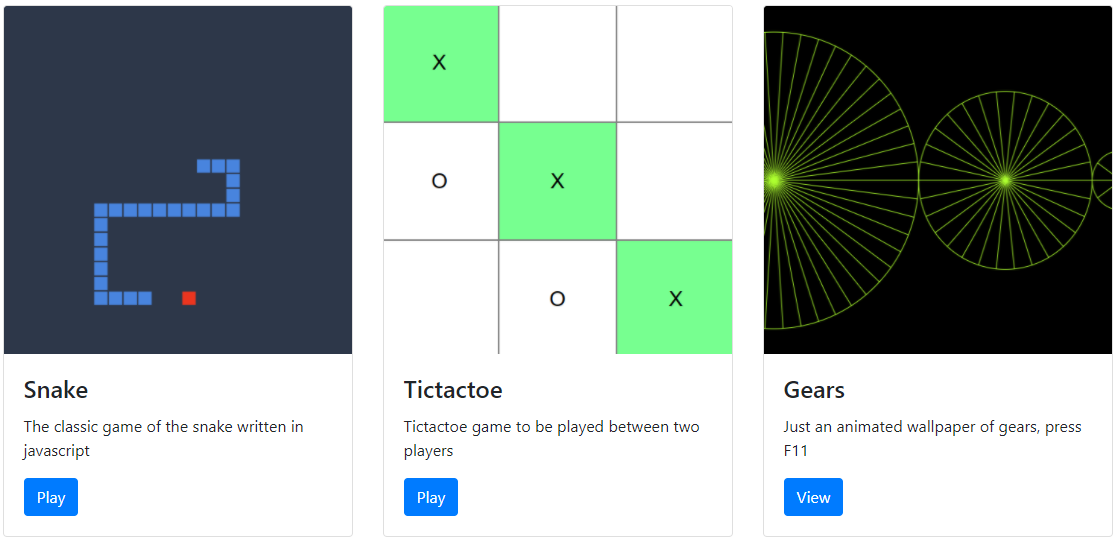 X
O
X
O
X
Snake
The classic game of the snake written in
javascript
Play
Tictactoe
Tictactoe game to be played between two
players
Play
Gears
Just an animated wallpaper of gears, press
F11
View